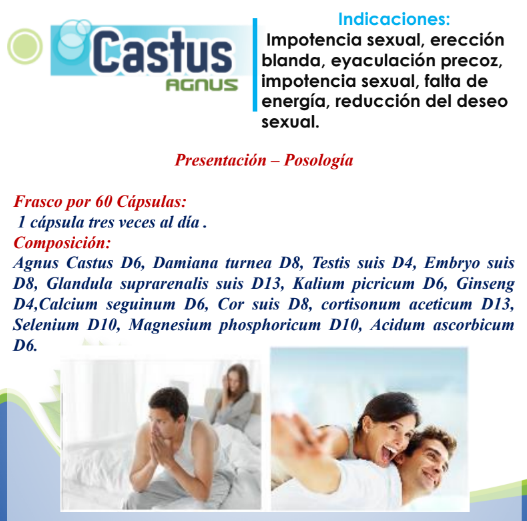 Castus
AGNUS
Indicaciones:
Impotencia sexual, erección
blanda, eyaculación precoz,
impotencia sexual, falta de
energía, reducción del deseo
sexual.
Presentación – Posología
Frasco por 60 Cápsulas:
1 cápsula tres veces al día .
Composición:
Agnus Castus D6, Damiana turnea D8, Testis suis D4, Embryo suis
D8, Glandula suprarenalis suis D13, Kalium picricum D6, Ginseng
D4,Calcium seguinum D6, Cor suis D8, cortisonum aceticum D13,
Selenium D10, Magnesium phosphoricum D10, Acidum ascorbicum
D6.